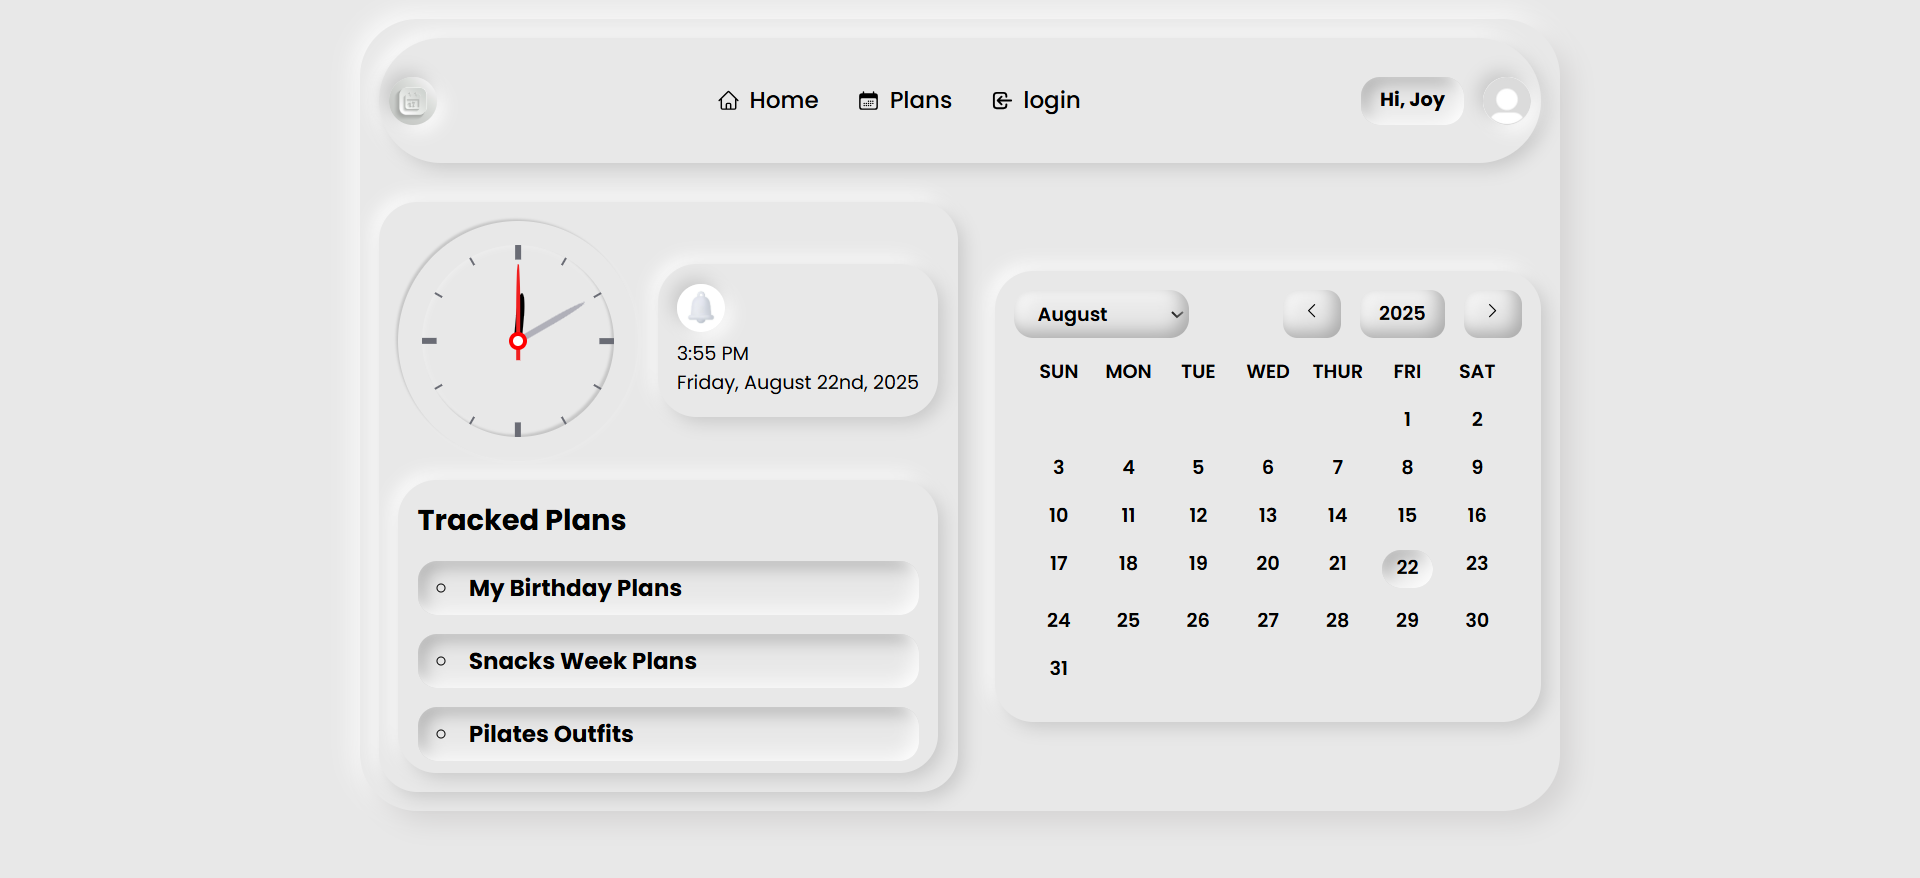 Home Plans login
Hi, Joy
3:55 PM
Friday, August 22nd, 2025
Tracked Plans
My Birthday Plans
Snacks Week Plans
Pilates Outfits
August 2025
SUN MON TUE WED THUR FRI SAT
1 2
3 4 5 6 7 8 9
10 11 12 13 14 15 16
17 18 19 20 21 22 23
24 25 26 27 28 29 30
31